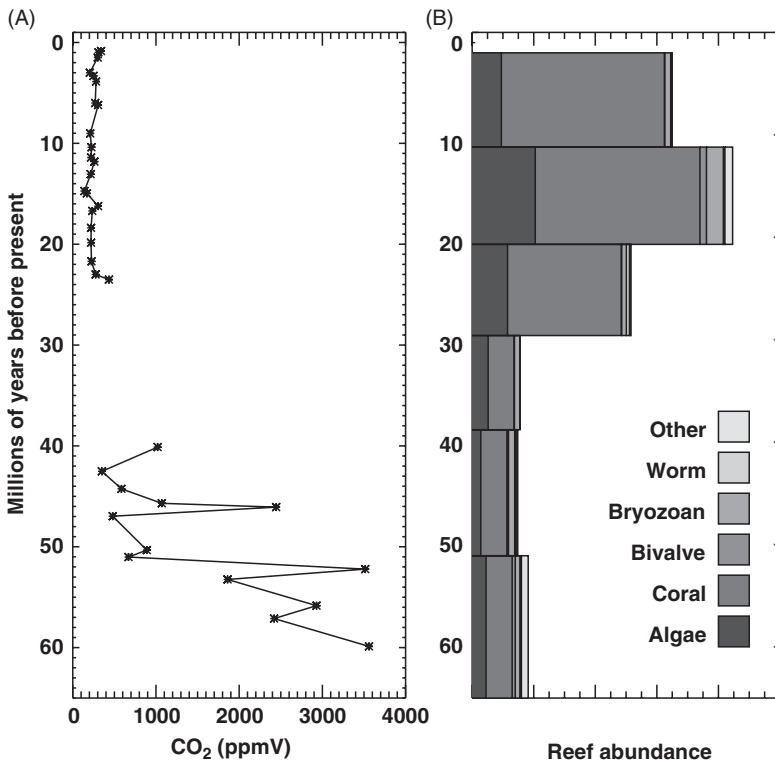 (A)
Millions of years before present
0
10
20
30
40
50
60
0 1000 2000 3000 4000
CO₂ (ppmV)
(B)
0
10
20
30
40
50
60
Other
Worm
Bryozoan
Bivalve
Coral
Algae
Reef abundance